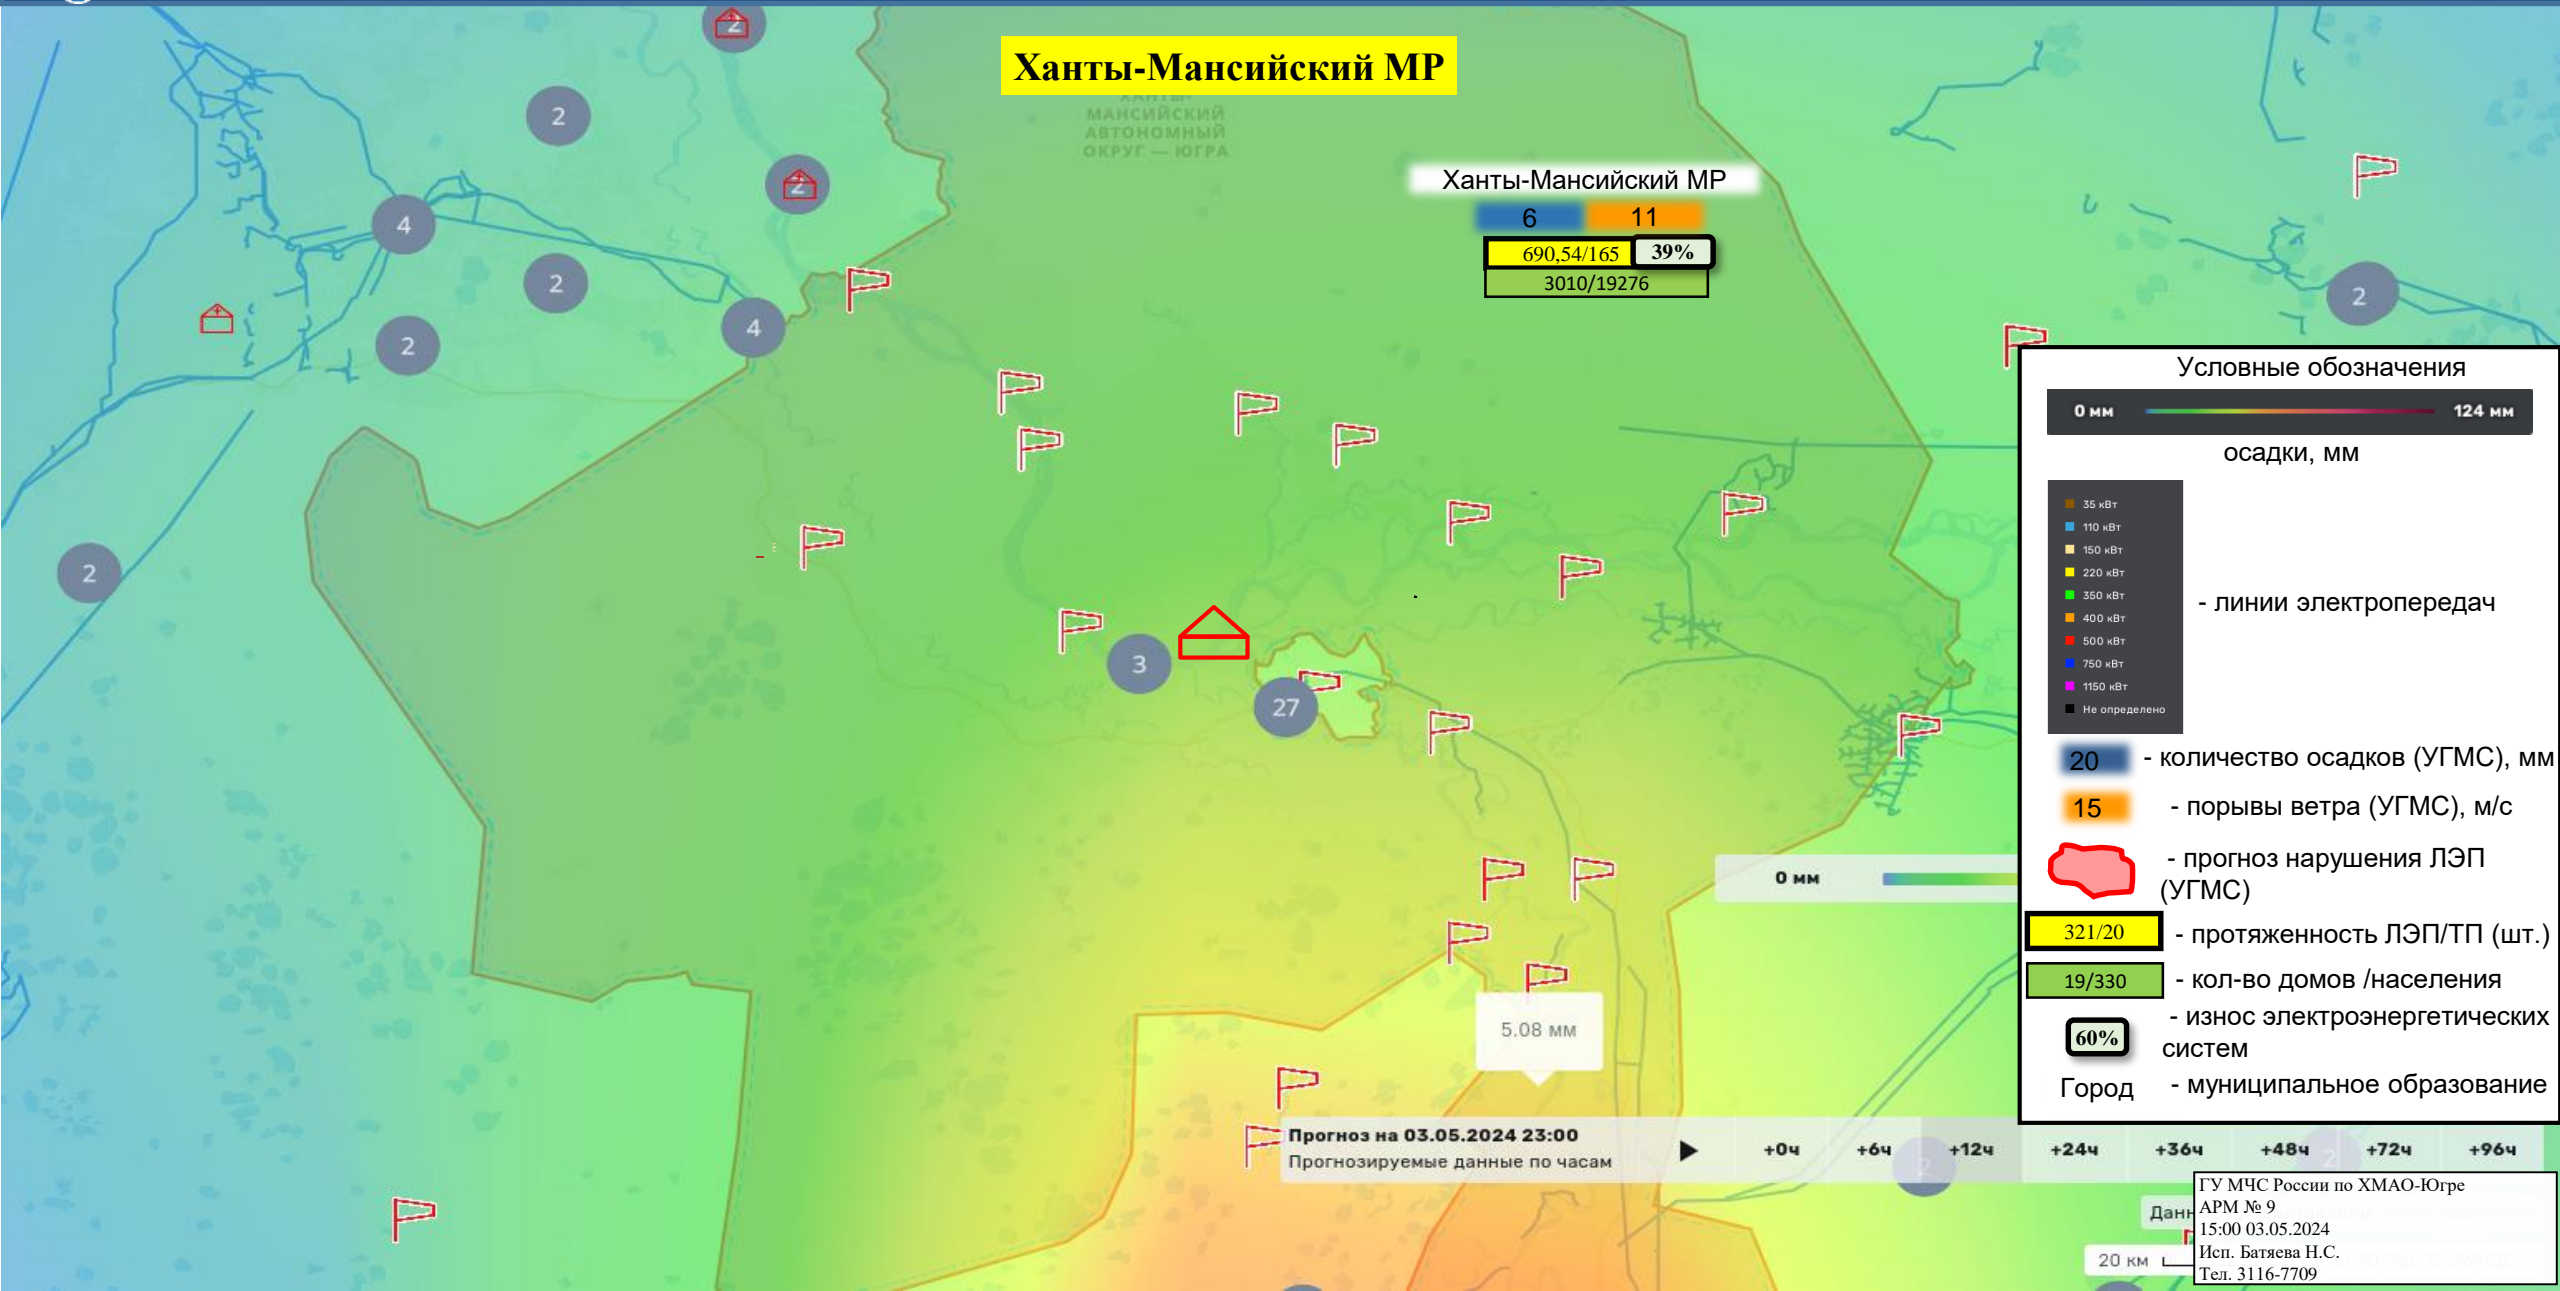 Ханты-Мансийский МР
МАНСИЙСКИЙ
АВТОНОМНЫЙ
ОКРУГ — ЮГРА
Ханты-Мансийский МР
6 11
690,54/165 39%
3010/19276
2
2
2
4
2
4
2
2
2
3
27
Условные обозначения
0 мм 124 мм
осадки, мм
35 кВт
110 кВт
150 кВт
220 кВт
350 кВт
400 кВт
500 кВт
750 кВт
1150 кВт
Не определено
- линии электропередач
20 - количество осадков (УГМС), мм
15 - порывы ветра (УГМС), м/с
- прогноз нарушения ЛЭП
(УГМС)
321/20 - протяженность ЛЭП/ТП (шт.)
19/330 - кол-во домов /населения
60% - износ электроэнергетических
систем
Город - муниципальное образование
0 мм
5.08 мм
Прогноз на 03.05.2024 23:00
Прогнозируемые данные по часам
+0ч +6ч +12ч +24ч +36ч +48ч +72ч +96ч
2
2
20 км
ГУ МЧС России по ХМАО-Югре
АРМ № 9
15:00 03.05.2024
Исп. Батяева Н.С.
Тел. 3116-7709